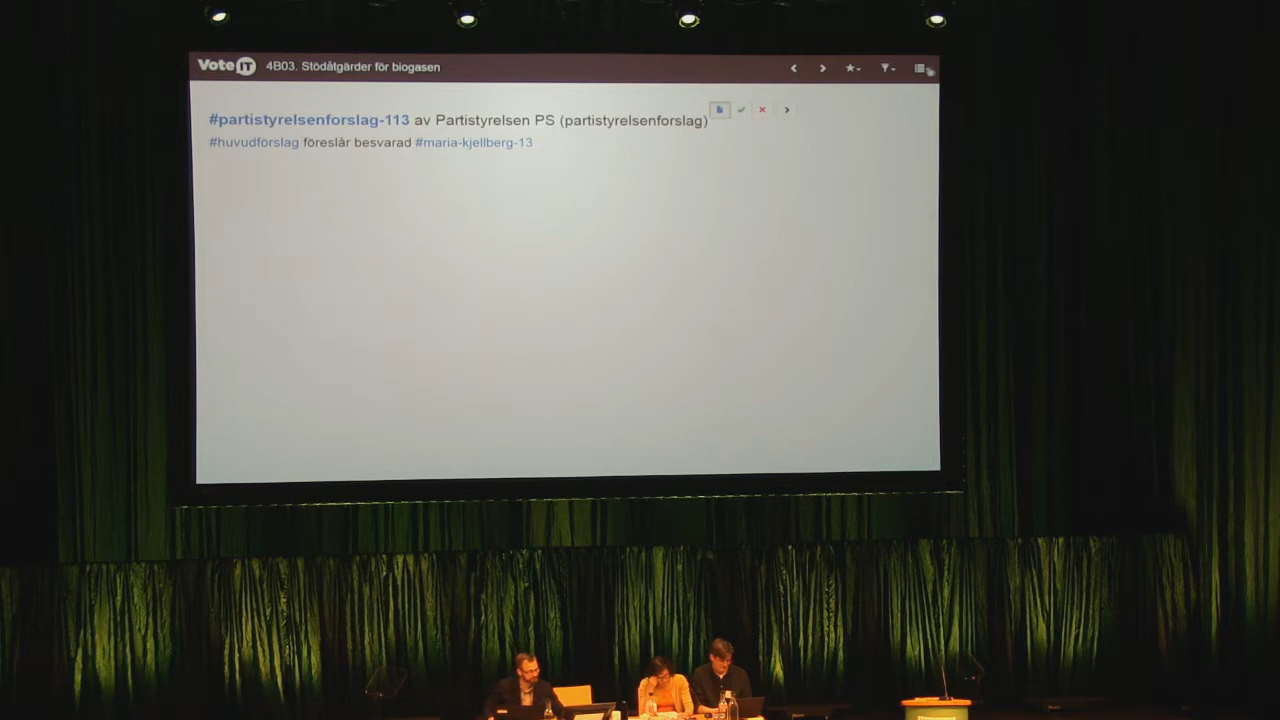 VoteIT 4B03. Stödåtgärder för biogasen
#partistyrelsenforslag-113 av Partistyrelsen PS (partistyrelsenforslag)
#huvudförslag föreslår besvarad #maria-kjellberg-13